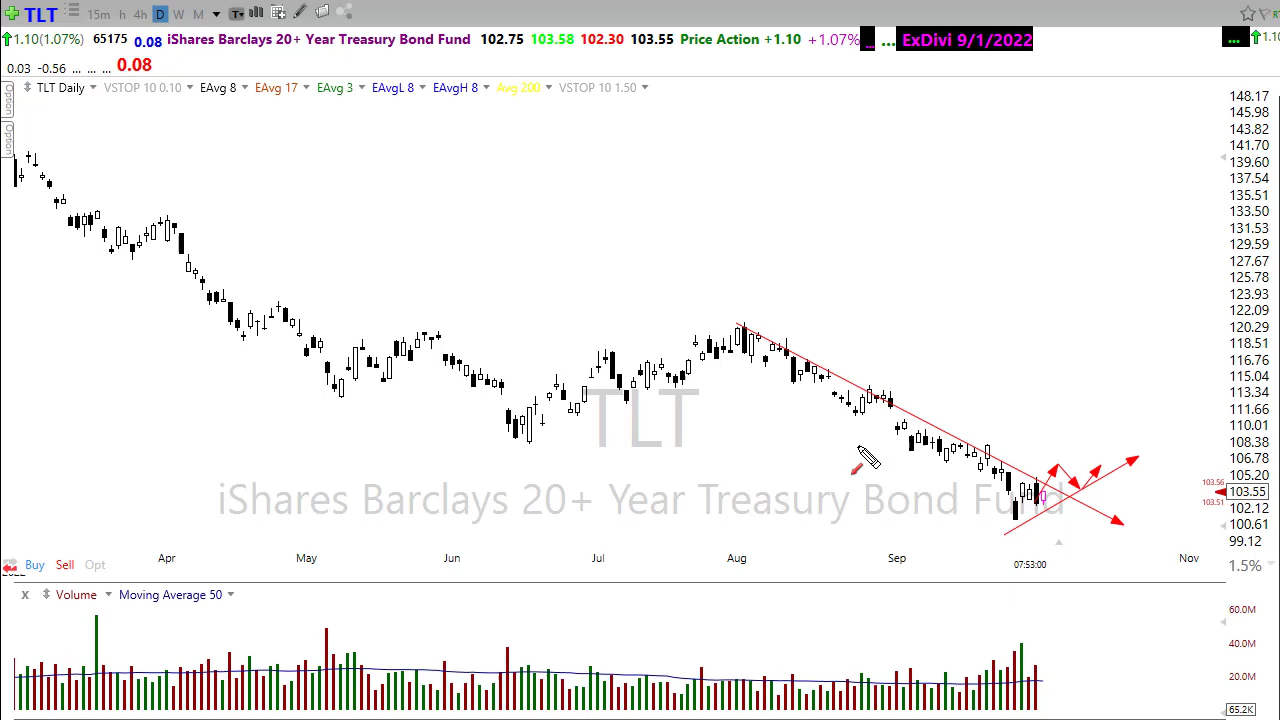 TLT 15m h 4h D W M T
1.10(1.07%) 65175 0.08 iShares Barclays 20+ Year Treasury Bond Fund 102.75 103.58 102.30 103.55 Price Action +1.10 +1.07% ... ... ExDivi 9/1/2022 ... 1.10
0.03 -0.56 ... ... ... 0.08
Option
Option
TLT Daily VSTOP 10 0.10 EAvg 8 EAvg 17 EAvg 3 EAvgL 8 EAvgH 8 Avg 200 VSTOP 10 1.50
148.17
145.98
143.82
141.70
139.60
137.54
135.51
133.50
131.53
129.59
127.67
125.78
123.93
122.09
120.29
118.51
116.76
115.04
113.34
111.66
110.01
108.38
106.78
105.20
103.56
103.55
103.51
102.12
100.61
99.12
TLT
iShares Barclays 20+ Year Treasury Bond Fund
Apr May Jun Jul Aug Sep 07:53:00 Nov
Buy Sell Opt 1.5%
X Volume Moving Average 50
60.0M
40.0M
20.0M
65.2K